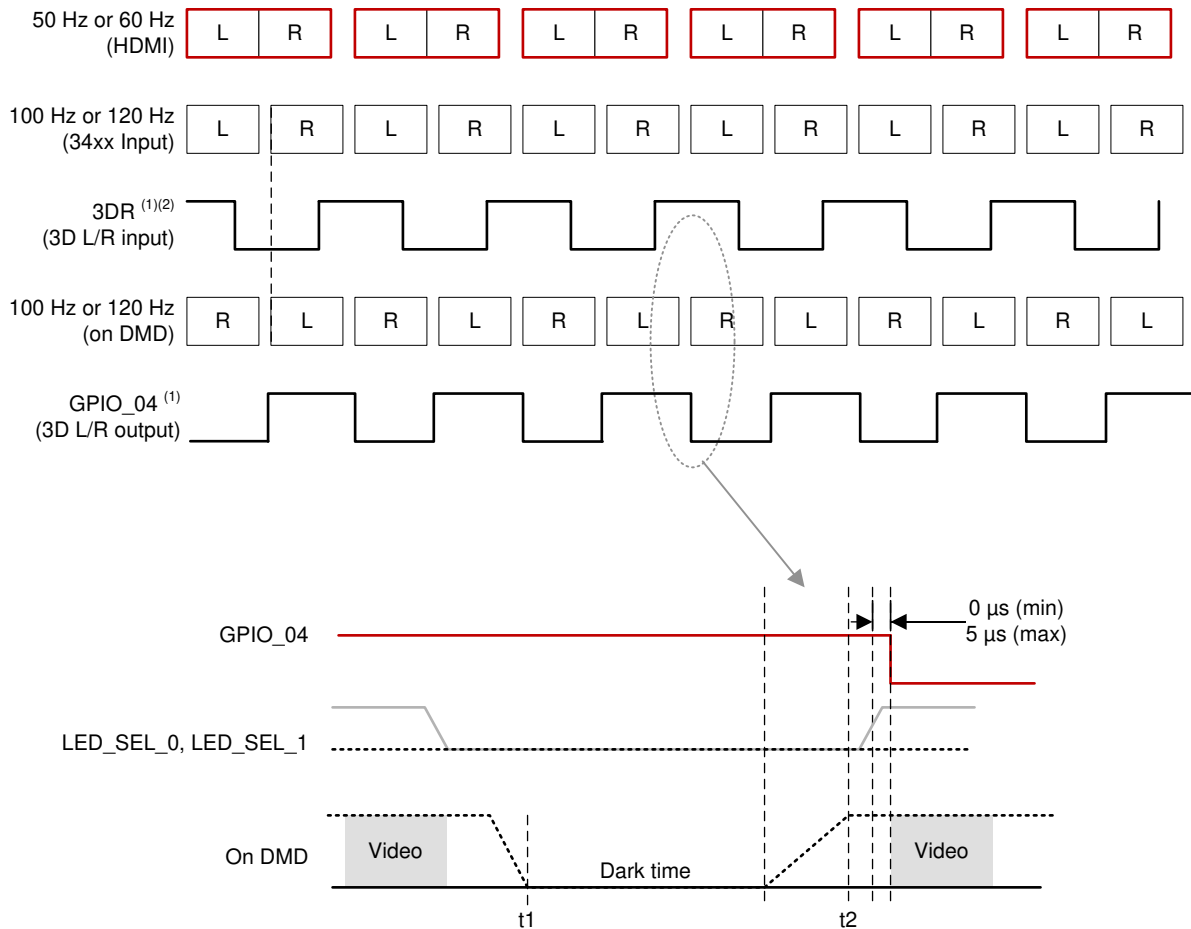 50 Hz or 60 Hz
(HDMI)
L R L R L R L R L R L R
100 Hz or 120 Hz
(34xx Input)
L R L R L R L R L R L R
3DR (1)(2)
(3D L/R input)
100 Hz or 120 Hz
(on DMD)
R L R L R L R L R L R L
GPIO_04 (1)
(3D L/R output)
GPIO_04
0 µs (min)
5 µs (max)
LED_SEL_0, LED_SEL_1
On DMD
Video
Dark time
Video
t1
t2